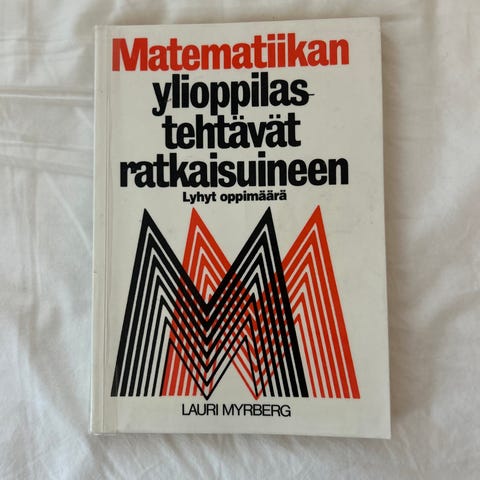 Matematiikan
ylioppilas-
tehtävät
ratkaisuineen
Lyhyt oppimäärä
LAURI MYRBERG